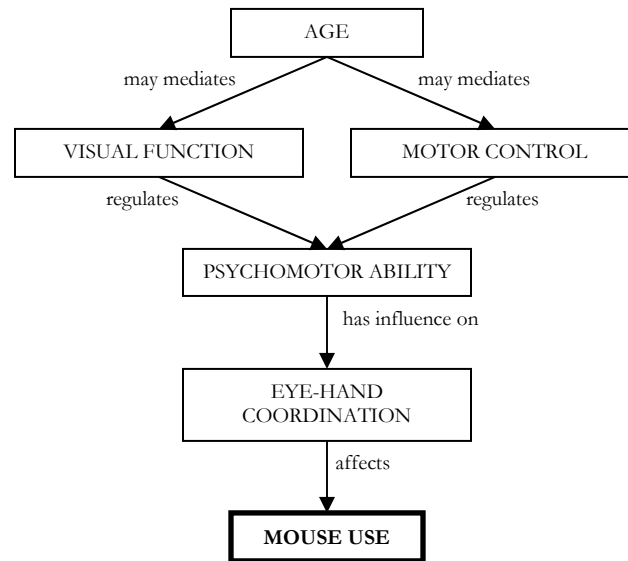 AGE
may mediates
may mediates
VISUAL FUNCTION
MOTOR CONTROL
regulates
regulates
PSYCHOMOTOR ABILITY
has influence on
EYE-HAND
COORDINATION
affects
MOUSE USE